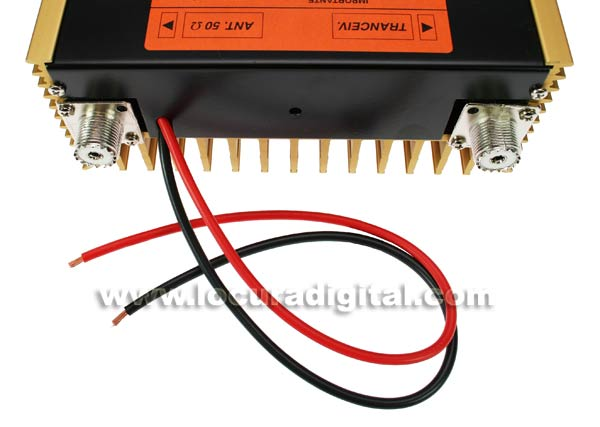 IMPORTANTE
◀ TRANCEIV.
ANT. 50 Ω ▶
www.locuradigital.com